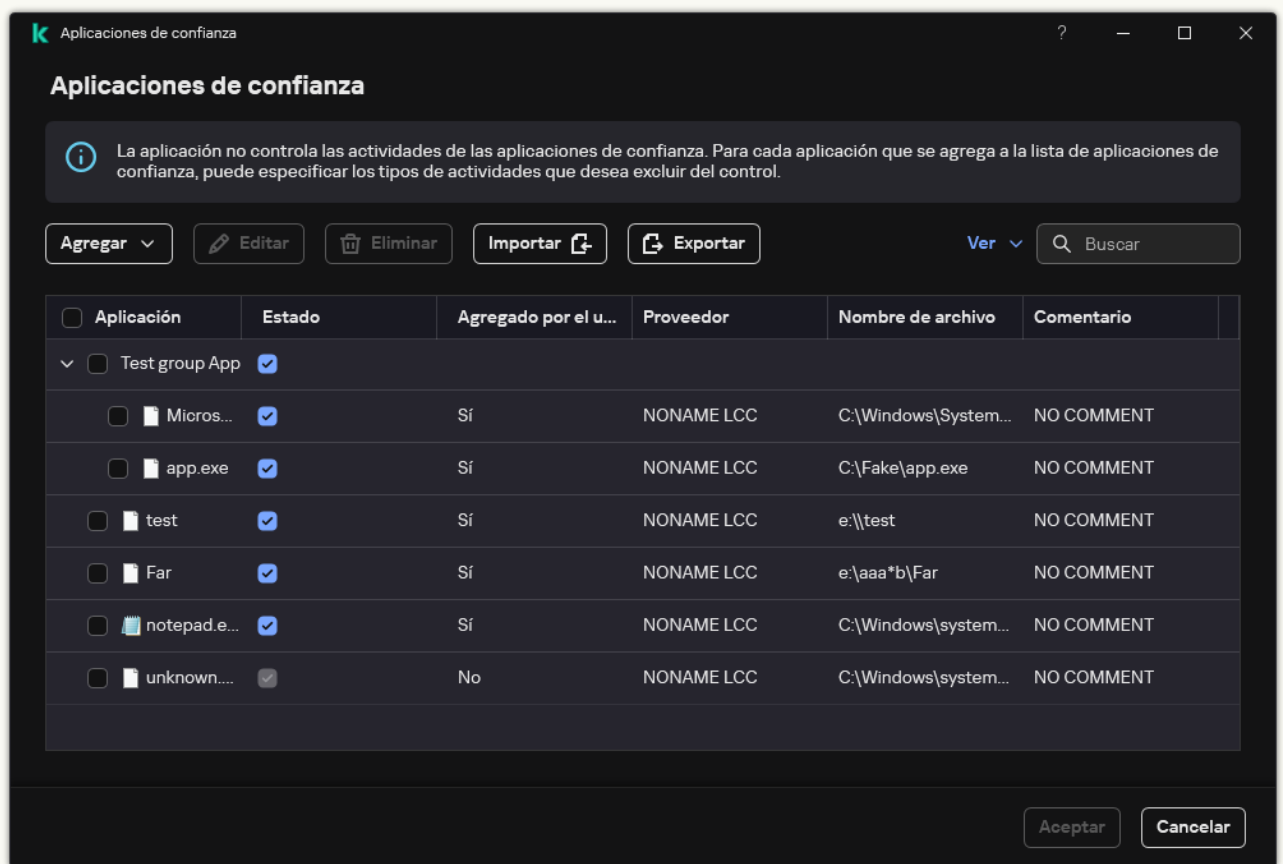 Aplicaciones de confianza
?
Aplicaciones de confianza
La aplicación no controla las actividades de las aplicaciones de confianza. Para cada aplicación que se agrega a la lista de aplicaciones de
confianza, puede especificar los tipos de actividades que desea excluir del control.
Agregar Editar Eliminar Importar Exportar Ver Buscar
Aplicación Estado Agregado por el u... Proveedor Nombre de archivo Comentario
Test group App
Micros... Sí NONAME LCC C:\Windows\System... NO COMMENT
app.exe Sí NONAME LCC C:\Fake\app.exe NO COMMENT
test Sí NONAME LCC e:\\test NO COMMENT
Far Sí NONAME LCC e:\aaa*b\Far NO COMMENT
notepad.e... Sí NONAME LCC C:\Windows\system... NO COMMENT
unknown.... No NONAME LCC C:\Windows\system... NO COMMENT
Aceptar Cancelar